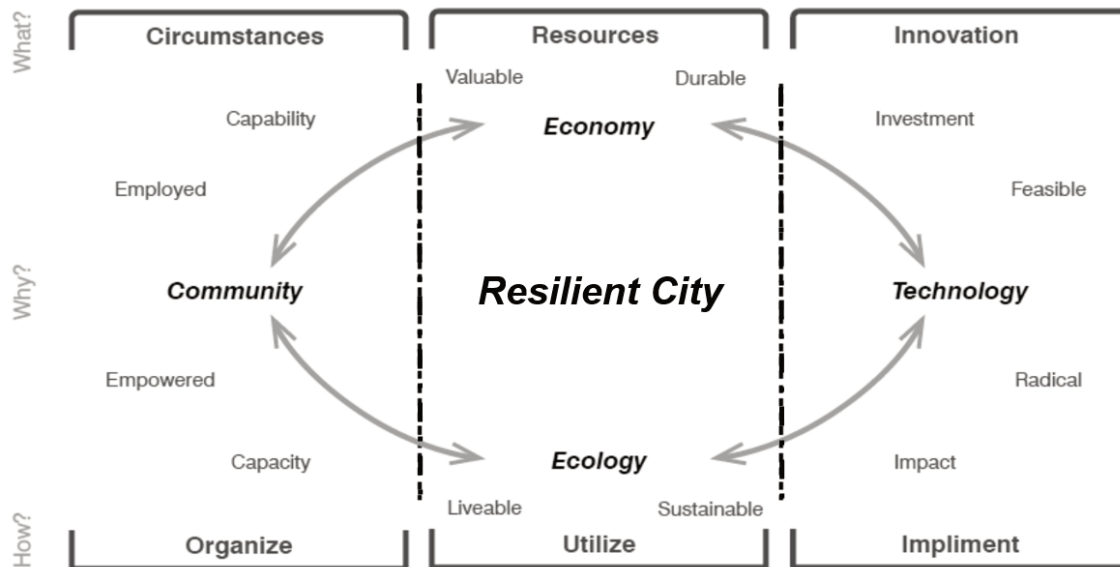 What?
Circumstances
Resources
Innovation
Valuable
Durable
Capability
Economy
Investment
Employed
Feasible
Why?
Community
Resilient City
Technology
Empowered
Radical
Capacity
Ecology
Impact
Liveable
Sustainable
How?
Organize
Utilize
Impliment